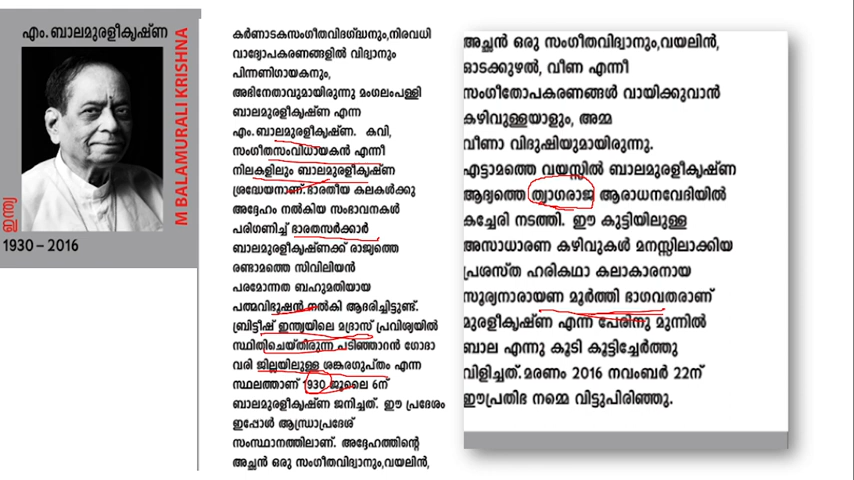 എം.ബാലമുരളീകൃഷ്ണ
M BALAMURALI KRISHNA
ഇന്ത്യ
1930 – 2016
കർണാടകസംഗീതവിദഗ്ദ്ധനും,നിരവധി
വാദ്യോപകരണങ്ങളിൽ വിദ്വാനും
പിന്നണിഗായകനും,
അഭിനേതാവുമായിരുന്നു മംഗലംപള്ളി
ബാലമുരളീകൃഷ്ണ എന്ന
എം.ബാലമുരളീകൃഷ്ണ. കവി,
സംഗീതസംവിധായകൻ എന്നീ
നിലകളിലും ബാലമുരളീകൃഷ്ണ
ശ്രദ്ധേയനാണ്.ഭാരതീയ കലകൾക്കു
അദ്ദേഹം നൽകിയ സംഭാവനകൾ
പരിഗണിച്ച് ഭാരതസർക്കാർ
ബാലമുരളീകൃഷ്ണക്ക് രാജ്യത്തെ
രണ്ടാമത്തെ സിവിലിയൻ
പരമോന്നത ബഹുമതിയായ
പത്മവിഭൂഷൻ നൽകി ആദരിച്ചിട്ടുണ്ട്.
ബ്രിട്ടീഷ് ഇന്ത്യയിലെ മദ്രാസ് പ്രവിശ്യയിൽ
സ്ഥിതിചെയ്തിരുന്ന പടിഞ്ഞാറൻ ഗോദാ
വരി ജില്ലയിലുള്ള ശങ്കരഗുപ്തം എന്ന
സ്ഥലത്താണ് 1930 ജൂലൈ 6ന്
ബാലമുരളീകൃഷ്ണ ജനിച്ചത്. ഈ പ്രദേശം
ഇപ്പോൾ ആന്ധ്രാപ്രദേശ്
സംസ്ഥാനത്തിലാണ്. അദ്ദേഹത്തിന്റെ
അച്ഛൻ ഒരു സംഗീതവിദ്വാനും,വയലിൻ,
അച്ഛൻ ഒരു സംഗീതവിദ്വാനും,വയലിൻ,
ഓടക്കുഴൽ, വീണ എന്നീ
സംഗീതോപകരണങ്ങൾ വായിക്കുവാൻ
കഴിവുള്ളയാളും, അമ്മ
വീണാ വിദുഷിയുമായിരുന്നു.
എട്ടാമത്തെ വയസ്സിൽ ബാലമുരളീകൃഷ്ണ
ആദ്യത്തെ ത്യാഗരാജ ആരാധനവേദിയിൽ
കച്ചേരി നടത്തി. ഈ കുട്ടിയിലുള്ള
അസാധാരണ കഴിവുകൾ മനസ്സിലാക്കിയ
പ്രശസ്ത ഹരികഥാ കലാകാരനായ
സൂര്യനാരായണ മൂർത്തി ഭാഗവതരാണ്
മുരളീകൃഷ്ണ എന്ന പേരിനു മുന്നിൽ
ബാല എന്നു കൂടി കൂട്ടിച്ചേർത്തു
വിളിച്ചത്.മരണം 2016 നവംബർ 22ന്
ഈപ്രതിഭ നമ്മെ വിട്ടുപിരിഞ്ഞു.